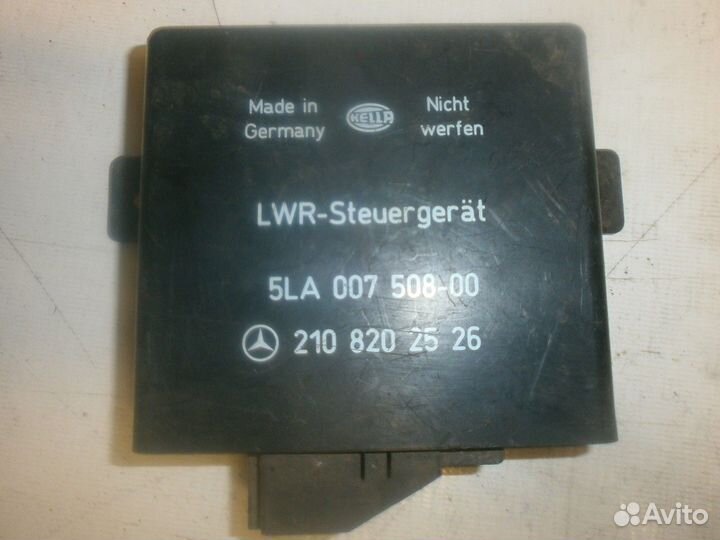 Made in
Germany
HELLA
Nicht
werfen
LWR-Steuergerät
5LA 007 508-00
210 820 25 26
Avito